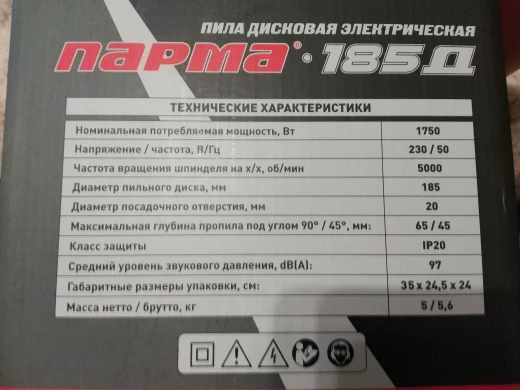 ПИЛА ДИСКОВАЯ ЭЛЕКТРИЧЕСКАЯ
ПАРМА®·185Д
ТЕХНИЧЕСКИЕ ХАРАКТЕРИСТИКИ
Номинальная потребляемая мощность, Вт 1750
Напряжение / частота, В/Гц 230 / 50
Частота вращения шпинделя на х/х, об/мин 5000
Диаметр пильного диска, мм 185
Диаметр посадочного отверстия, мм 20
Максимальная глубина пропила под углом 90° / 45°, мм: 65 / 45
Класс защиты IP20
Средний уровень звукового давления, dB(A): 97
Габаритные размеры упаковки, см: 35 x 24,5 x 24
Масса нетто / брутто, кг 5 / 5,6